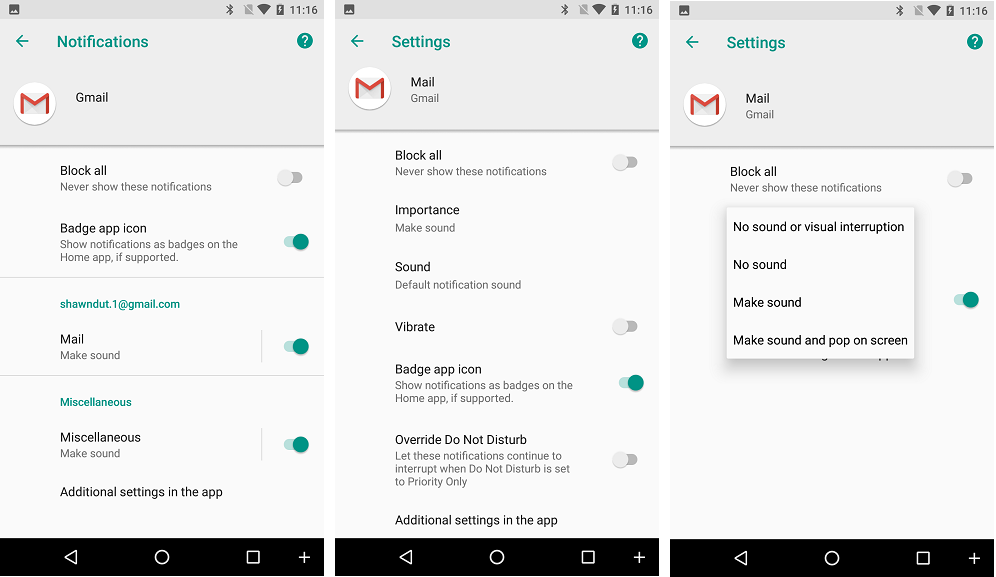 11:16
Notifications
?
Gmail
Block all
Never show these notifications
Badge app icon
Show notifications as badges on the
Home app, if supported.
shawndut.1@gmail.com
Mail
Make sound
Miscellaneous
Miscellaneous
Make sound
Additional settings in the app
11:16
Settings
?
Mail
Gmail
Block all
Never show these notifications
Importance
Make sound
Sound
Default notification sound
Vibrate
Badge app icon
Show notifications as badges on the
Home app, if supported.
Override Do Not Disturb
Let these notifications continue to
interrupt when Do Not Disturb is set
to Priority Only
Additional settings in the app
11:16
Settings
?
Mail
Gmail
Block all
Never show these notifications
No sound or visual interruption
No sound
Make sound
Make sound and pop on screen